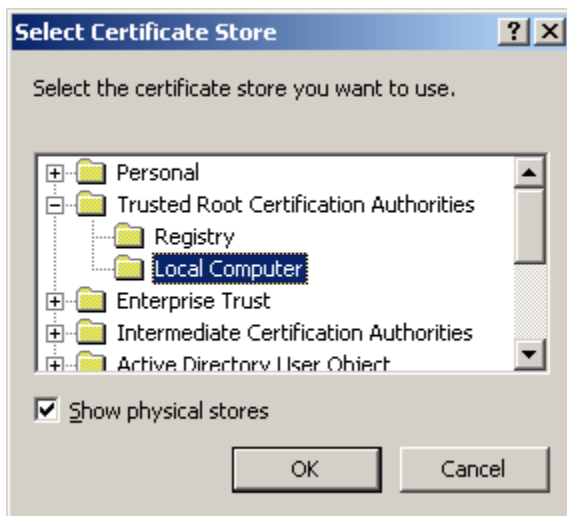 Select Certificate Store
Select the certificate store you want to use.
Personal
Trusted Root Certification Authorities
Registry
Local Computer
Enterprise Trust
Intermediate Certification Authorities
Active Directory User Object
Show physical stores
OK
Cancel